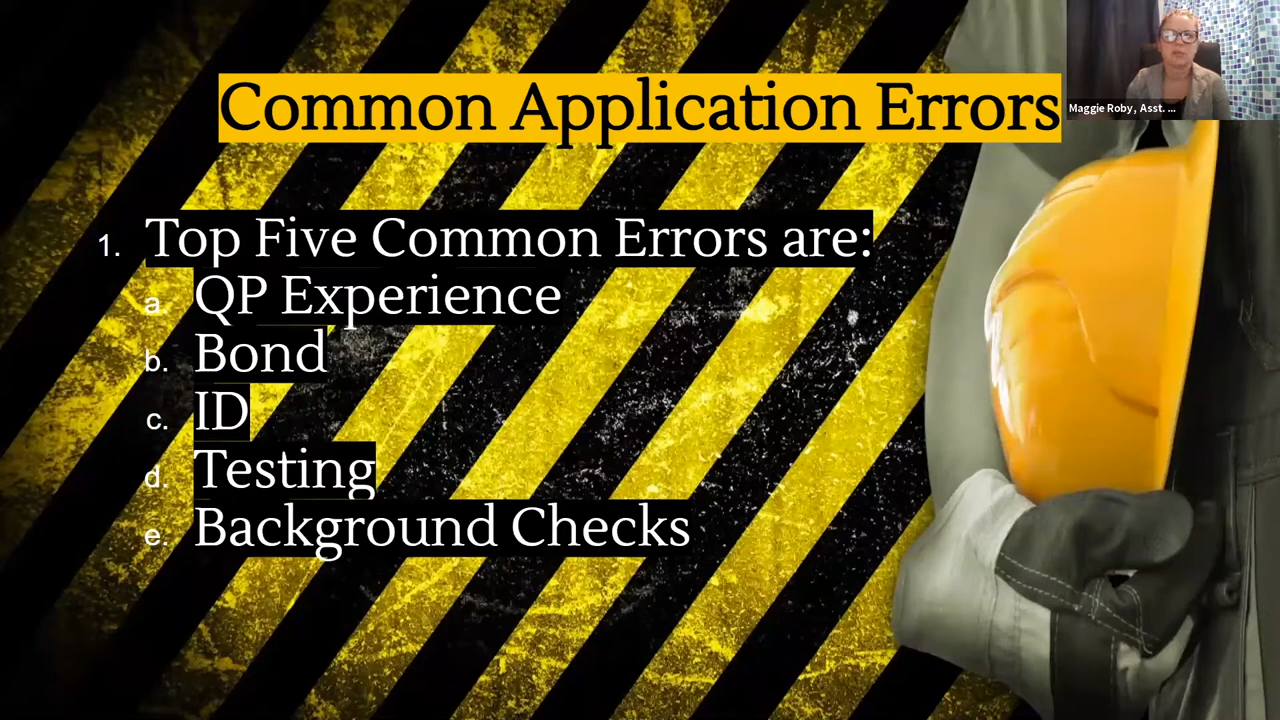 Common Application Errors
Maggie Roby, Asst. ...
1. Top Five Common Errors are:
a. QP Experience
b. Bond
c. ID
d. Testing
e. Background Checks